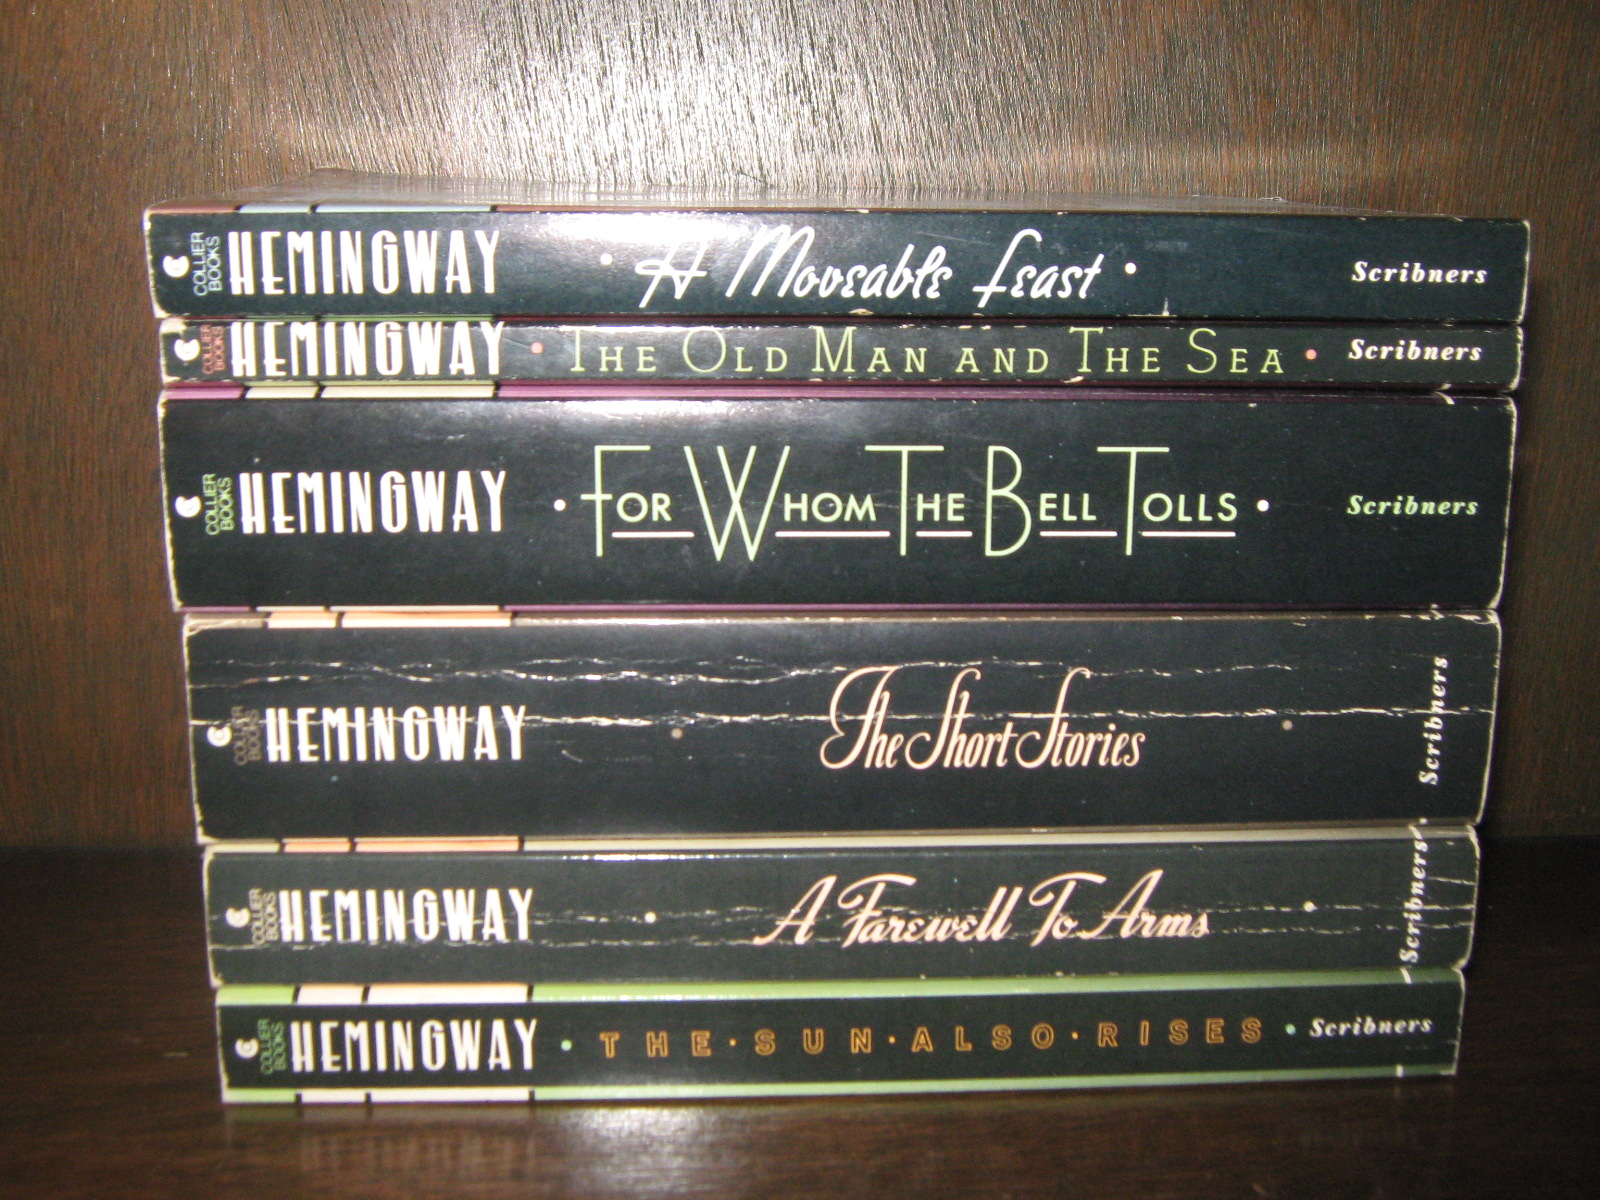 COLLIER BOOKS HEMINGWAY • A Moveable Feast • Scribners
COLLIER BOOKS HEMINGWAY • THE OLD MAN AND THE SEA • Scribners
COLLIER BOOKS HEMINGWAY • FOR WHOM THE BELL TOLLS • Scribners
COLLIER BOOKS HEMINGWAY • The Short Stories • Scribners
COLLIER BOOKS HEMINGWAY • A Farewell To Arms • Scribners
COLLIER BOOKS HEMINGWAY • THE • SUN • ALSO • RISES • Scribners